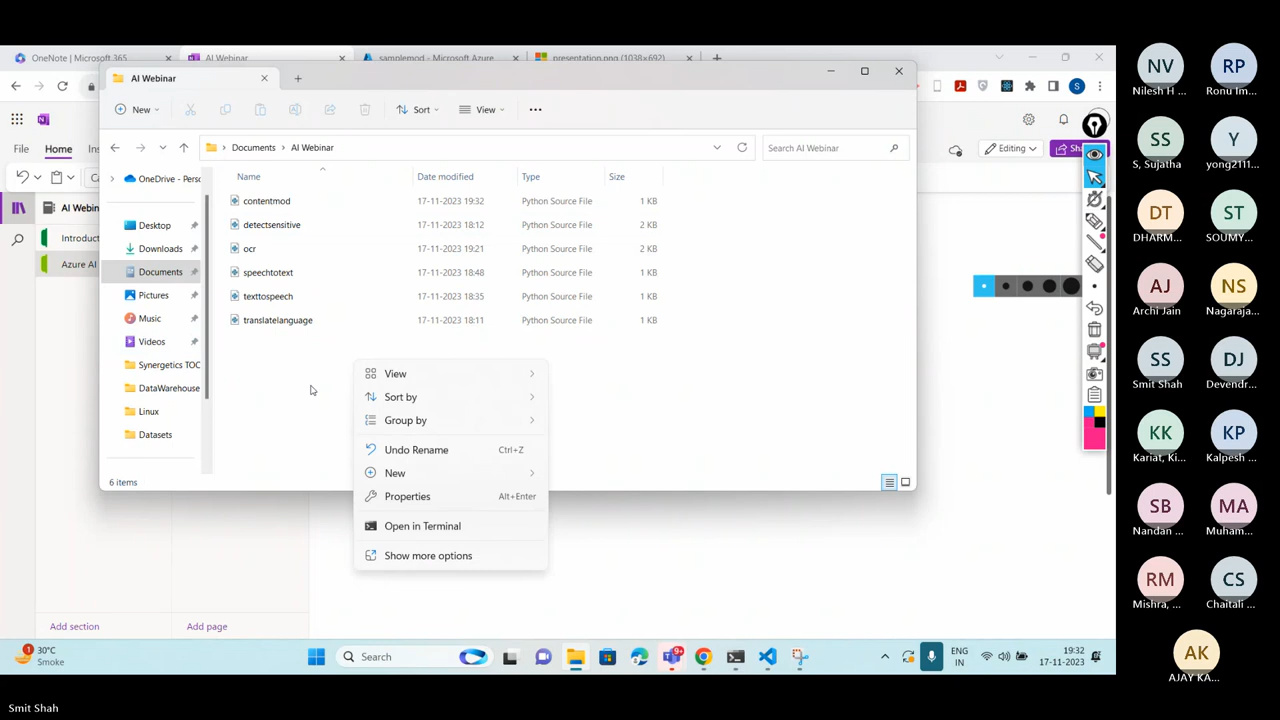 OneNote | Microsoft 365
AI Webinar
samplemod - Microsoft Azure
presentation.png (1038×692)
AI Webinar
New
Sort
View
Documents
AI Webinar
Search AI Webinar
File
Home
Editing
AI Webin
Introduc
Azure AI
OneDrive - Perso
Desktop
Downloads
Documents
Pictures
Music
Videos
Synergetics TOC
DataWarehouse
Linux
Datasets
Name
Date modified
Type
Size
contentmod 17-11-2023 19:32 Python Source File 1 KB
detectsensitive 17-11-2023 18:12 Python Source File 2 KB
ocr 17-11-2023 19:21 Python Source File 2 KB
speechtotext 17-11-2023 18:48 Python Source File 1 KB
texttospeech 17-11-2023 18:35 Python Source File 1 KB
translatelanguage 17-11-2023 18:11 Python Source File 1 KB
View
Sort by
Group by
Undo Rename Ctrl+Z
New
Properties Alt+Enter
Open in Terminal
Show more options
6 items
Add section
Add page
1
30°C
Smoke
Search
9+
ENG
IN
19:32
17-11-2023
NV
Nilesh H ...
RP
Ronu Im...
SS
S, Sujatha
Y
yong2111...
DT
DHARM...
ST
SOUMY...
AJ
Archi Jain
NS
Nagaraja...
SS
Smit Shah
DJ
Devendr...
KK
Kariat, Ki...
KP
Kalpesh ...
SB
Nandan ...
MA
Muham...
RM
Mishra, ...
CS
Chaitali ...
AK
AJAY KA...
Smit Shah